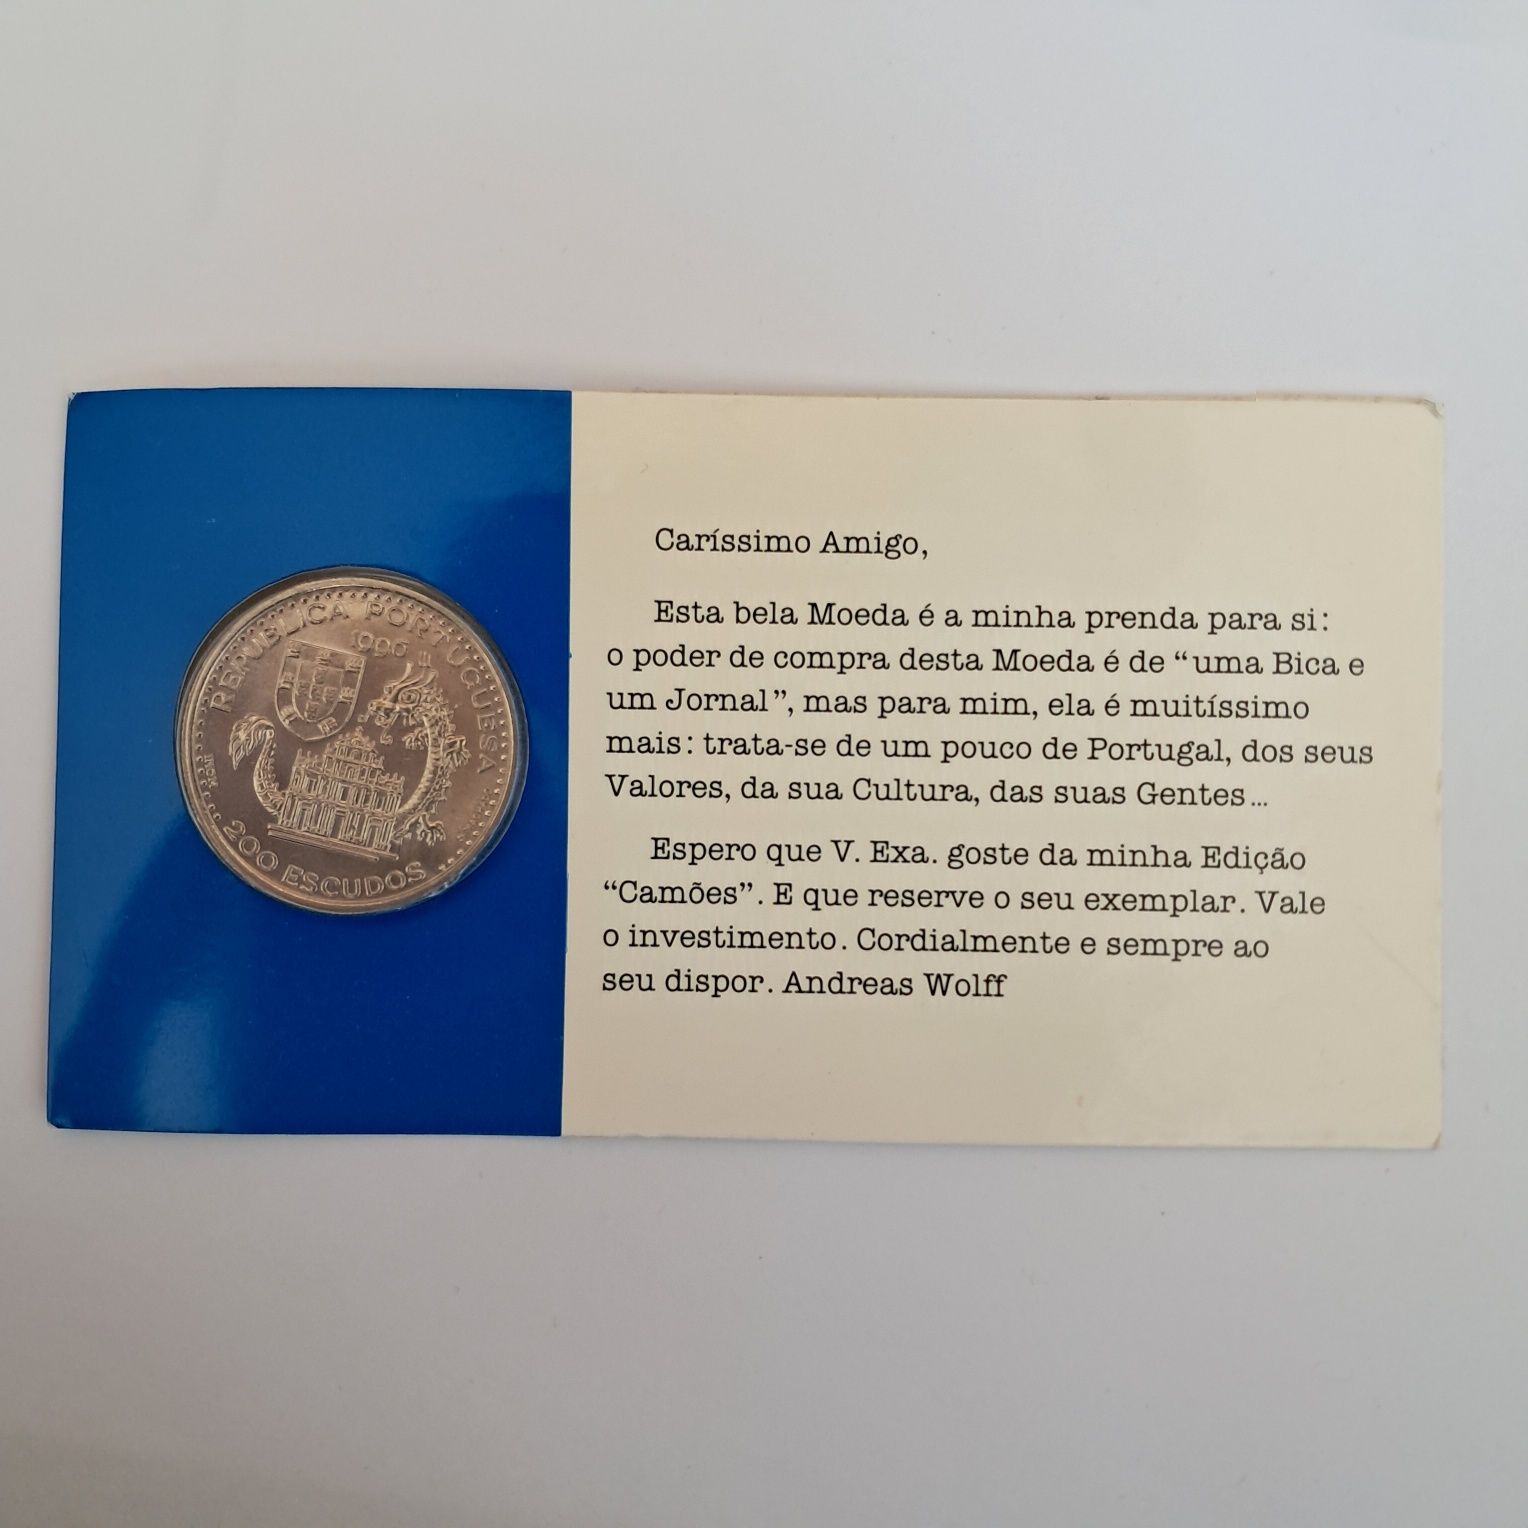 REPUBLICA PORTUGUESA
1996
200 ESCUDOS
INCM
Caríssimo Amigo,
Esta bela Moeda é a minha prenda para si:
o poder de compra desta Moeda é de “uma Bica e
um Jornal”, mas para mim, ela é muitíssimo
mais: trata-se de um pouco de Portugal, dos seus
Valores, da sua Cultura, das suas Gentes...
Espero que V. Exa. goste da minha Edição
“Camões”. E que reserve o seu exemplar. Vale
o investimento. Cordialmente e sempre ao
seu dispor. Andreas Wolff